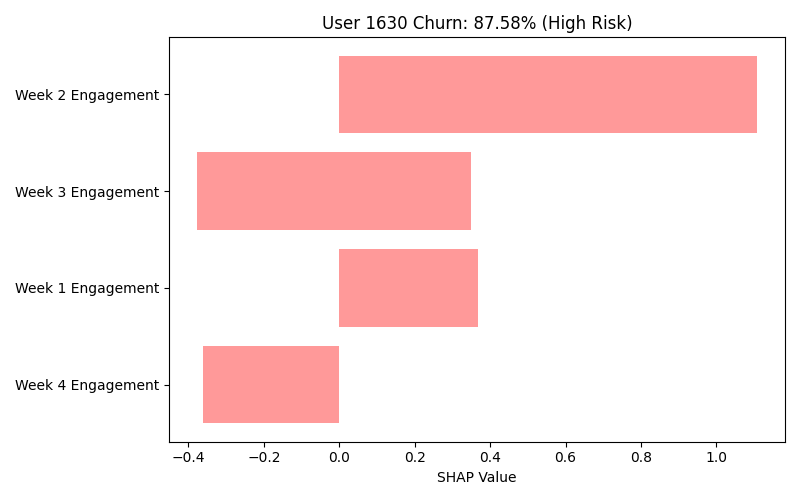 User 1630 Churn: 87.58% (High Risk)
Week 2 Engagement
Week 3 Engagement
Week 1 Engagement
Week 4 Engagement
−0.4 −0.2 0.0 0.2 0.4 0.6 0.8 1.0
SHAP Value